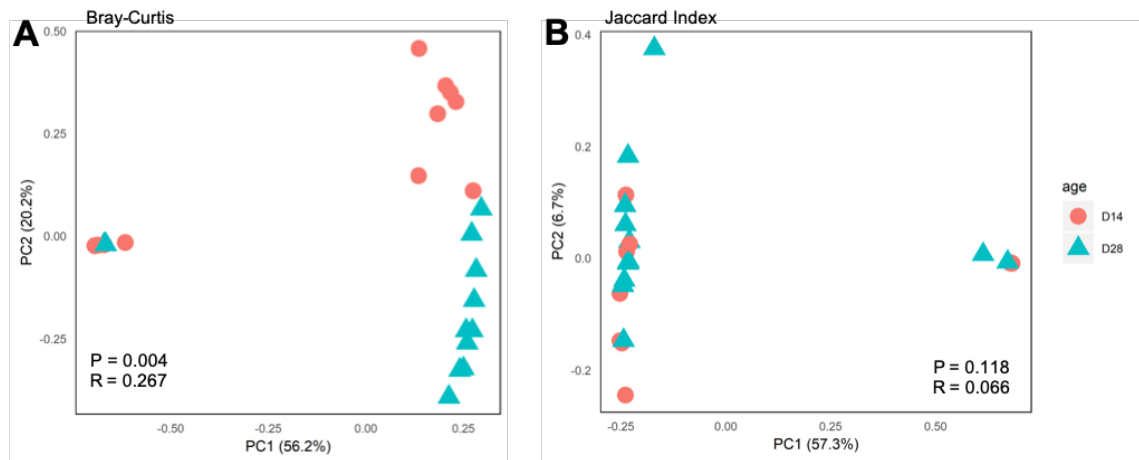 A
Bray-Curtis
0.50
0.25
0.00
-0.25
PC2 (20.2%)
P = 0.004
R = 0.267
-0.50
-0.25
0.00
0.25
PC1 (56.2%)
B
Jaccard Index
0.4
0.2
0.0
-0.2
PC2 (6.7%)
P = 0.118
R = 0.066
-0.25
0.00
0.25
0.50
PC1 (57.3%)
age
D14
D28